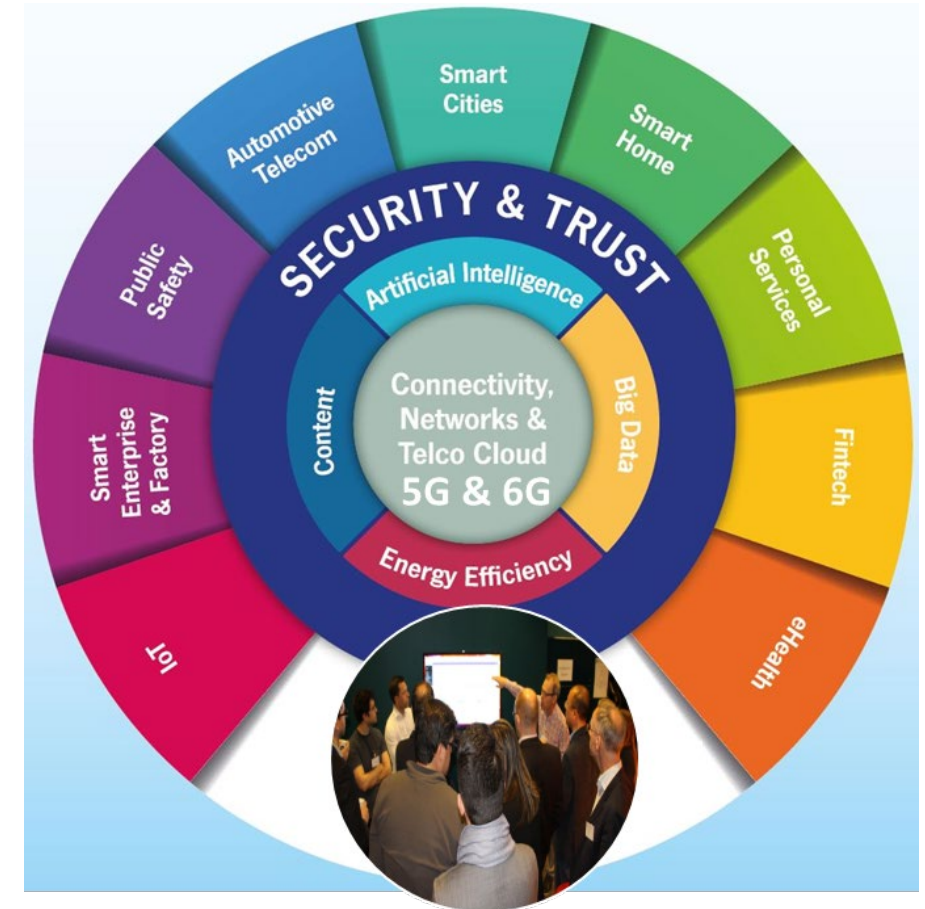 Smart
Cities
Smart
Home
Personal
Services
Fintech
eHealth
IoT
Smart
Enterprise
& Factory
Public
Safety
Automotive
Telecom
SECURITY & TRUST
Artificial Intelligence
Big Data
Energy Efficiency
Content
Connectivity,
Networks &
Telco Cloud
5G & 6G